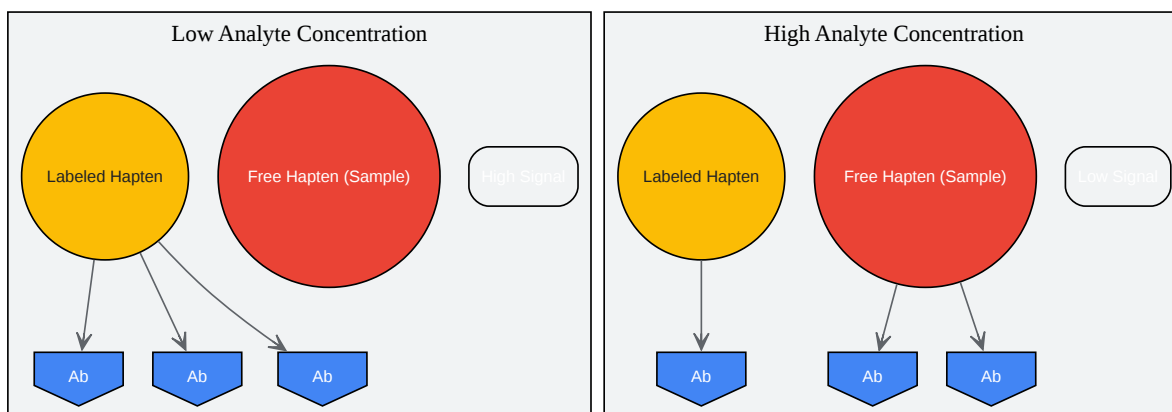 Low Analyte Concentration
Labeled Hapten
Free Hapten (Sample)
High Signal
Ab
Ab
Ab
High Analyte Concentration
Labeled Hapten
Free Hapten (Sample)
Low Signal
Ab
Ab
Ab